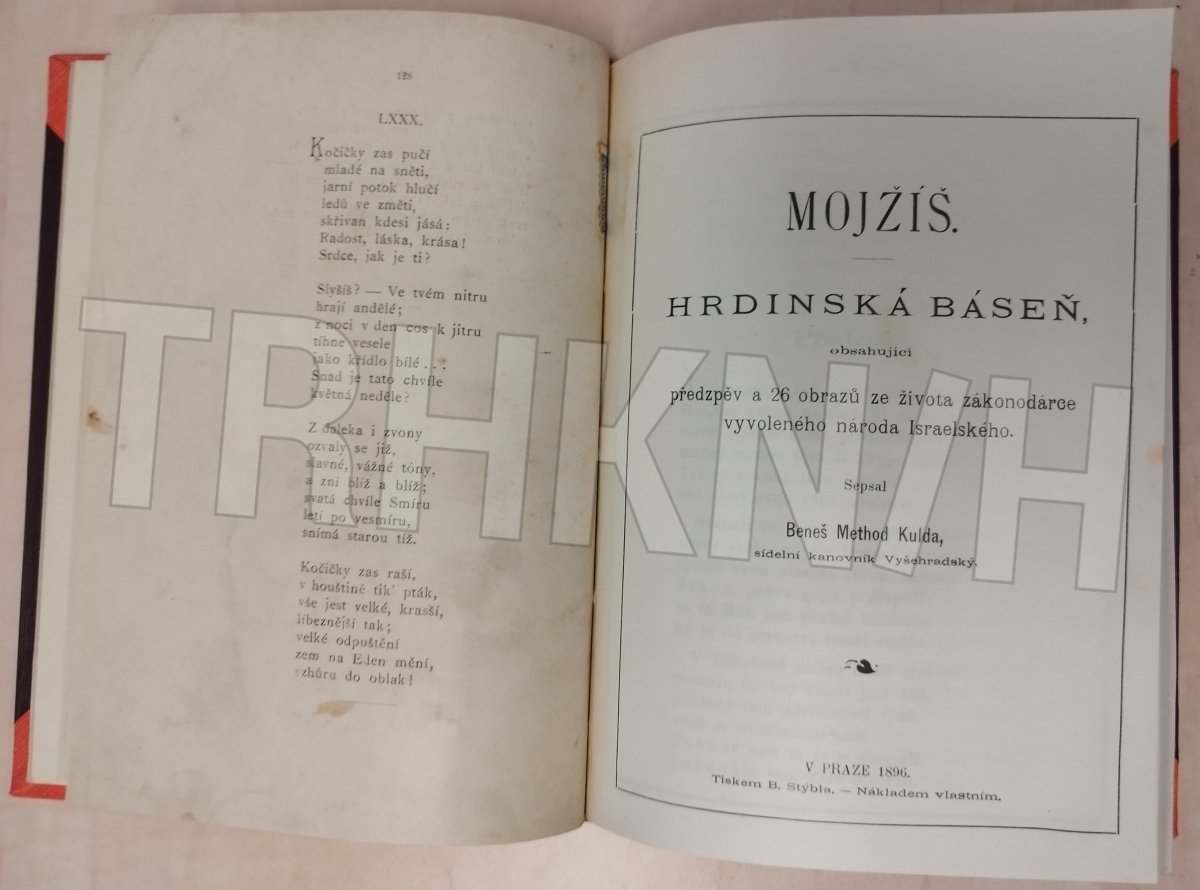 128
LXXX.
Kočičky zas pučí
mladé na sněti,
jarní potok hlučí
ledů ve změti,
skřivan kdesi jásá:
Radost, láska, krása!
Srdce, jak je ti?
Slyšíš? — Ve tvém nitru
hrají andělé;
z noci v den cos k jitru
tíhne vesele
jako křídlo bílé...
Snad je tato chvíle
květná neděle?
Z daleka i zvony
ozvaly se již,
slavné, vážné tóny,
a zní blíž a blíž;
svatá chvíle Smíru
letí po vesmíru,
snímá starou tíž.
Kočičky zas raší,
v houštině tik' pták,
vše jest velké, krasší,
líbeznější tak;
velké odpuštění
zem na Eden mění,
vzhůru do oblak!
MOJŽÍŠ.
HRDINSKÁ BÁSEŇ,
obsahující
předzpěv a 26 obrazů ze života zákonodárce
vyvoleného národa Israelského.
Sepsal
Beneš Method Kulda,
sídelní kanovník Vyšehradský.
V PRAZE 1896.
Tiskem B. Stýbla. — Nákladem vlastním.
TRHKNIH